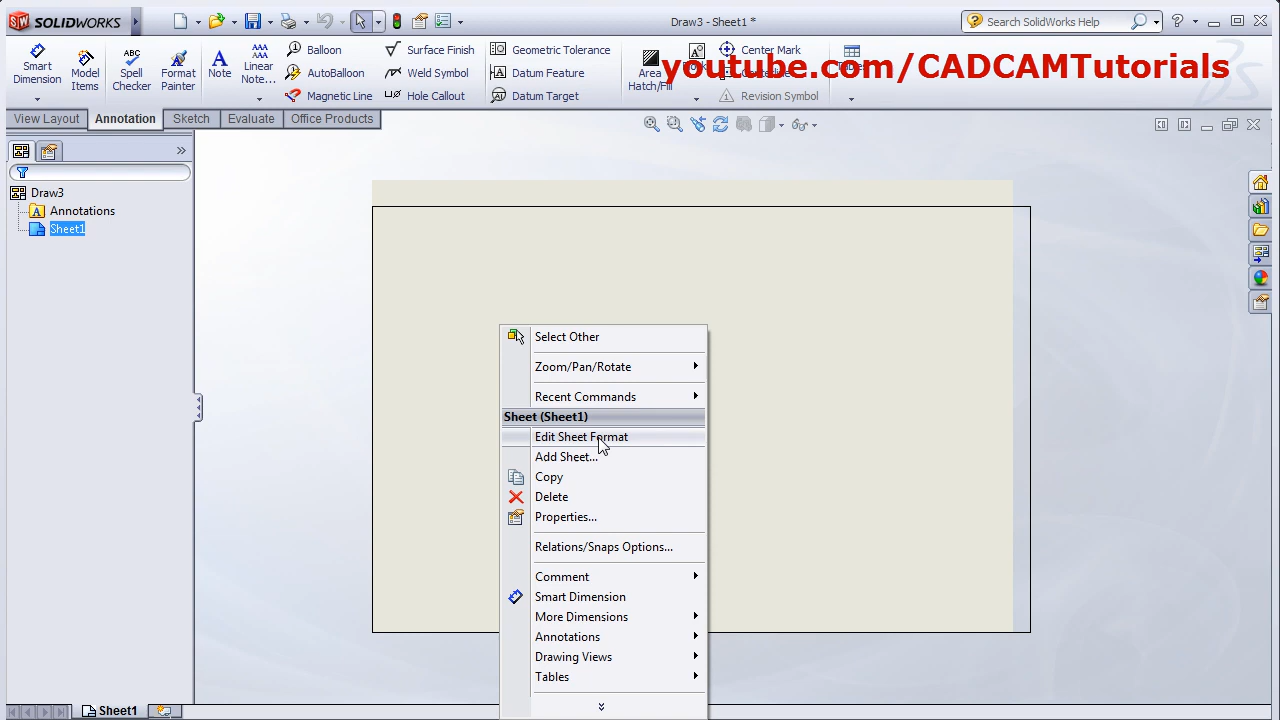 SOLIDWORKS
Draw3 - Sheet1 *
Search SolidWorks Help
Smart Dimension
Model Items
Spell Checker
Format Painter
Note
Linear Note...
Balloon
AutoBalloon
Magnetic Line
Surface Finish
Weld Symbol
Hole Callout
Geometric Tolerance
Datum Feature
Datum Target
Area Hatch/Fill
Center Mark
Revision Symbol
youtube.com/CADCAMTutorials
View Layout
Annotation
Sketch
Evaluate
Office Products
Draw3
Annotations
Sheet1
Select Other
Zoom/Pan/Rotate
Recent Commands
Sheet (Sheet1)
Edit Sheet Format
Add Sheet...
Copy
Delete
Properties...
Relations/Snaps Options...
Comment
Smart Dimension
More Dimensions
Annotations
Drawing Views
Tables
Sheet1